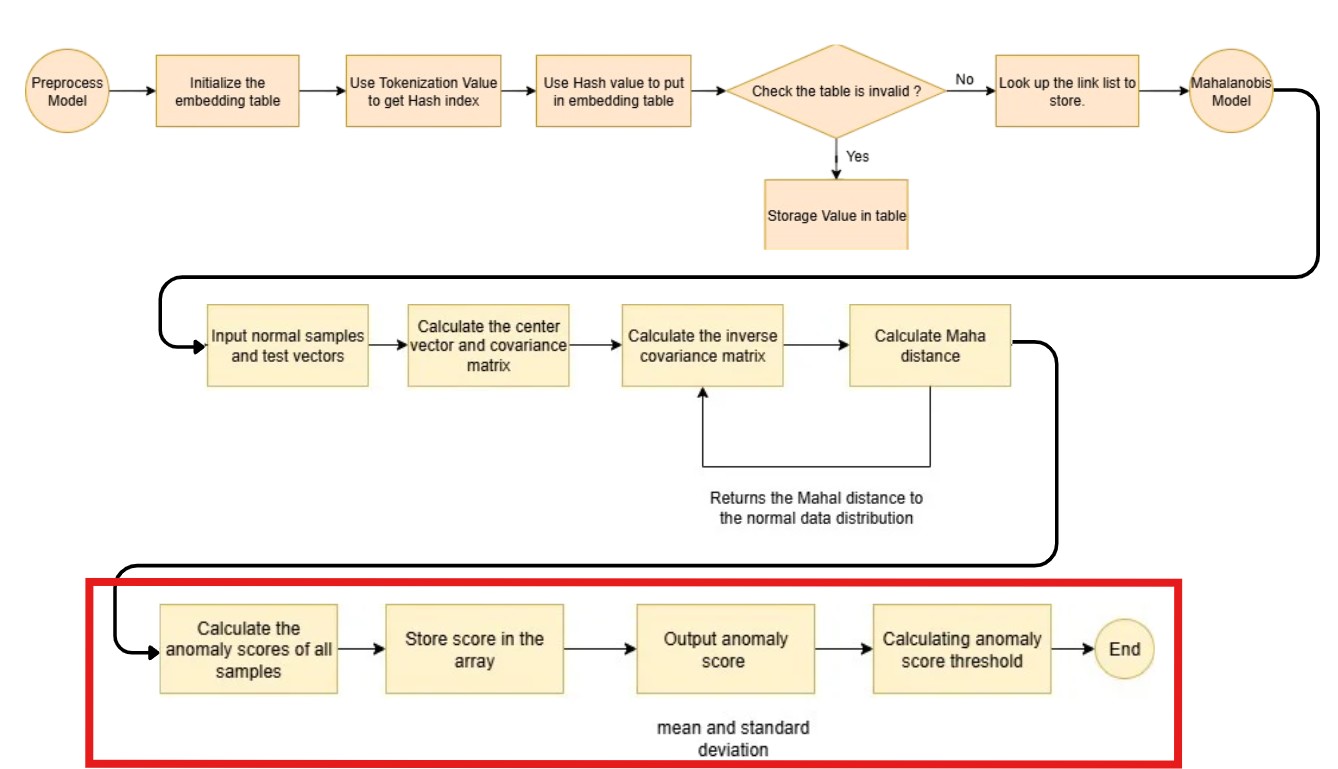 Preprocess
Model
Initialize the
embedding table
Use Tokenization Value
to get Hash index
Use Hash value to put
in embedding table
Check the table is invalid ?
No
Look up the link list to
store.
Mahalanobis
Model
Yes
Storage Value in table
Input normal samples
and test vectors
Calculate the center
vector and covariance
matrix
Calculate the inverse
covariance matrix
Calculate Maha
distance
Returns the Mahal distance to
the normal data distribution
Calculate the
anomaly scores of all
samples
Store score in the
array
Output anomaly
score
Calculating anomaly
score threshold
End
mean and standard
deviation